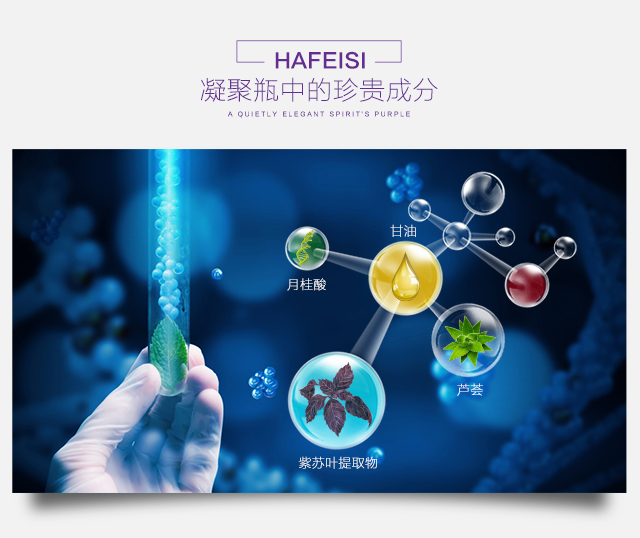 HAFEISI
凝聚瓶中的珍贵成分
A QUIETLY ELEGANT SPIRIT'S PURPLE
甘油
月桂酸
芦荟
紫苏叶提取物